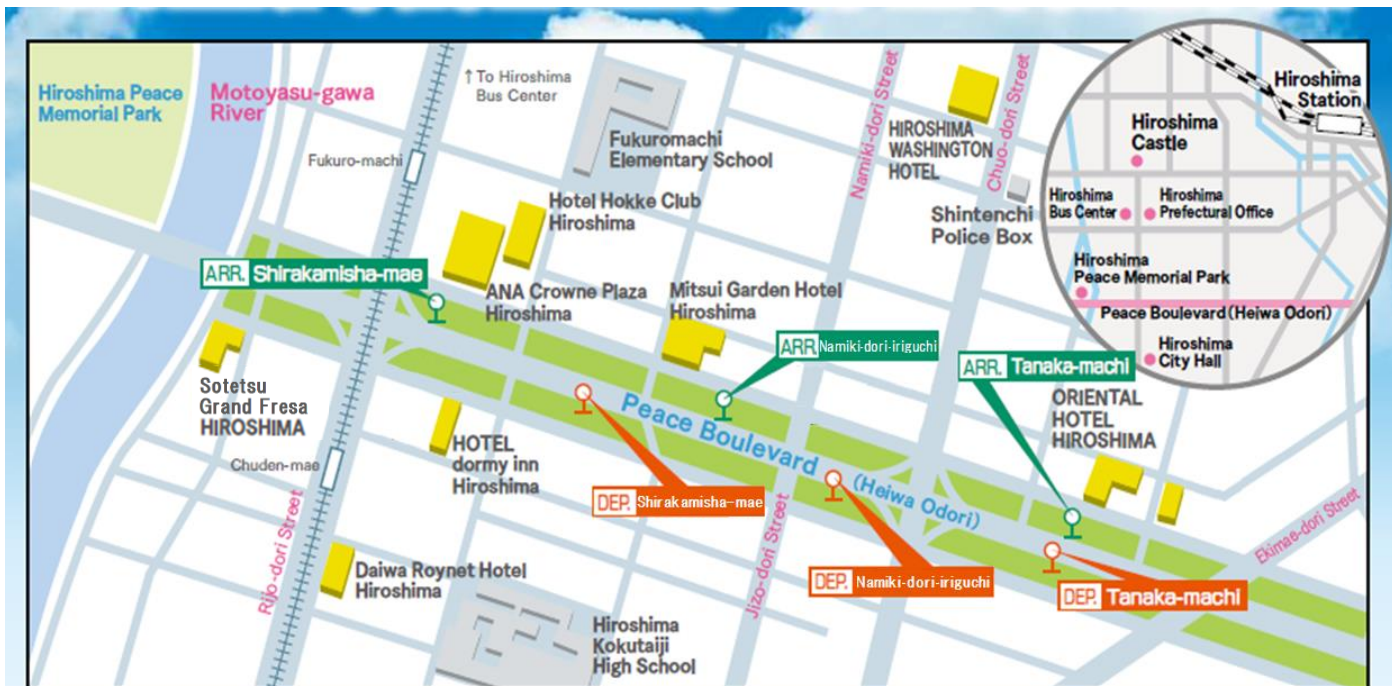 Hiroshima Peace
Memorial Park
Motoyasu-gawa
River
↑To Hiroshima
Bus Center
Fukuro-machi
Fukuromachi
Elementary School
Namiki-dori Street
HIROSHIMA
WASHINGTON
HOTEL
Chuo-dori Street
Shintenchi
Police Box
Hiroshima
Station
Hiroshima
Castle
Hiroshima
Bus Center
Hiroshima
Prefectural Office
Hiroshima
Peace Memorial Park
Peace Boulevard(Heiwa Odori)
Hiroshima
City Hall
Hotel Hokke Club
Hiroshima
ARR. Shirakamisha-mae
ANA Crowne Plaza
Hiroshima
Mitsui Garden Hotel
Hiroshima
ARR. Namiki-dori-iriguchi
ARR. Tanaka-machi
ORIENTAL
HOTEL
HIROSHIMA
Sotetsu
Grand Fresa
HIROSHIMA
Peace Boulevard
(Heiwa Odori)
HOTEL
dormy inn
Hiroshima
Chuden-mae
DEP. Shirakamisha-mae
Rijo-dori Street
Jizo-dori Street
Ekimae-dori Street
DEP. Namiki-dori-iriguchi
DEP. Tanaka-machi
Daiwa Roynet Hotel
Hiroshima
Hiroshima
Kokutaiji
High School